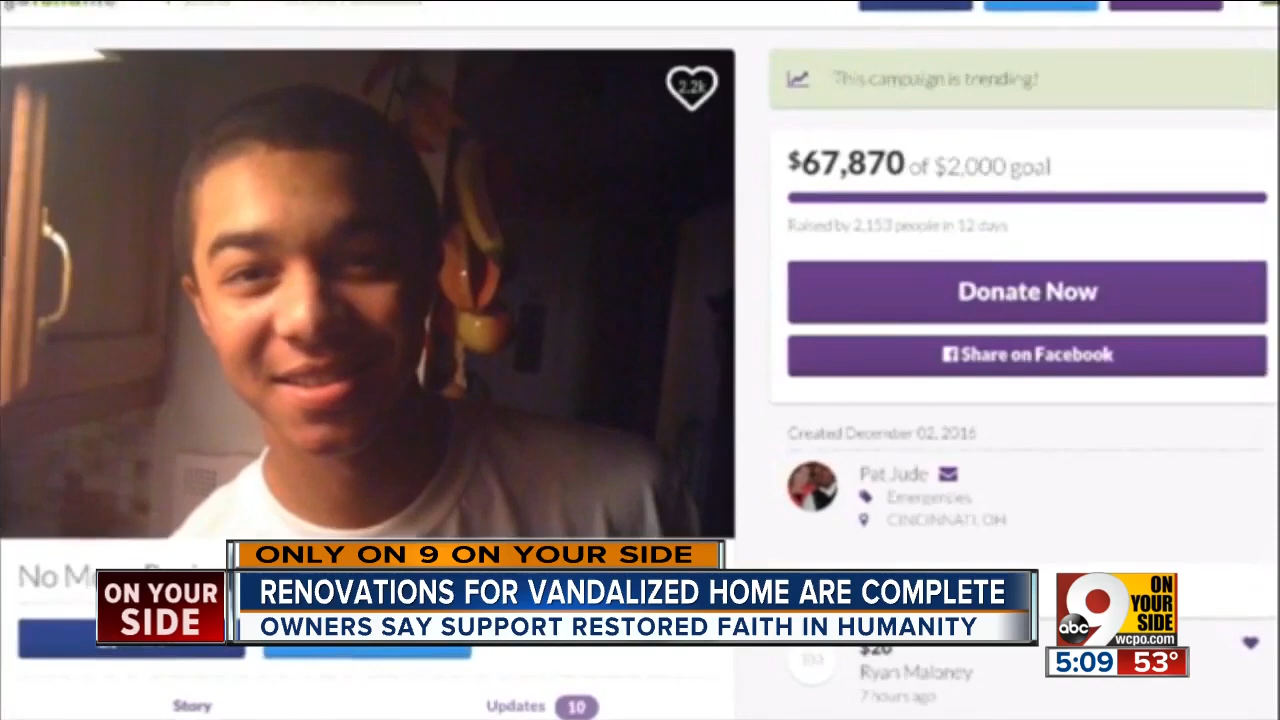 2.2k
This campaign is trending!
$67,870 of $2,000 goal
Raised by 2,153 people in 12 days
Donate Now
Share on Facebook
Created December 02, 2016
Pat Jude
Emergencies
CINCINNATI, OH
No
ONLY ON 9 ON YOUR SIDE
ON YOUR SIDE
RENOVATIONS FOR VANDALIZED HOME ARE COMPLETE
OWNERS SAY SUPPORT RESTORED FAITH IN HUMANITY
abc 9 ON YOUR SIDE
wcpo.com
5:09 53°
$20
Ryan Maloney
7 hours ago
Story
Updates 10